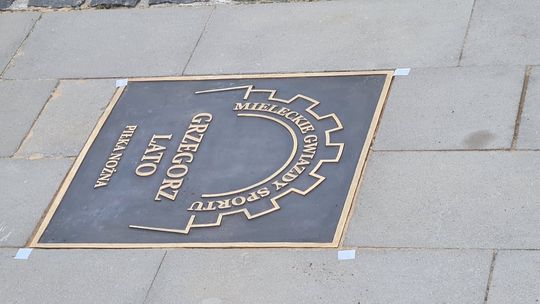 MIELECKIE GWIAZDY SPORTU
GRZEGORZ
LATO
PIŁKA NOŻNA